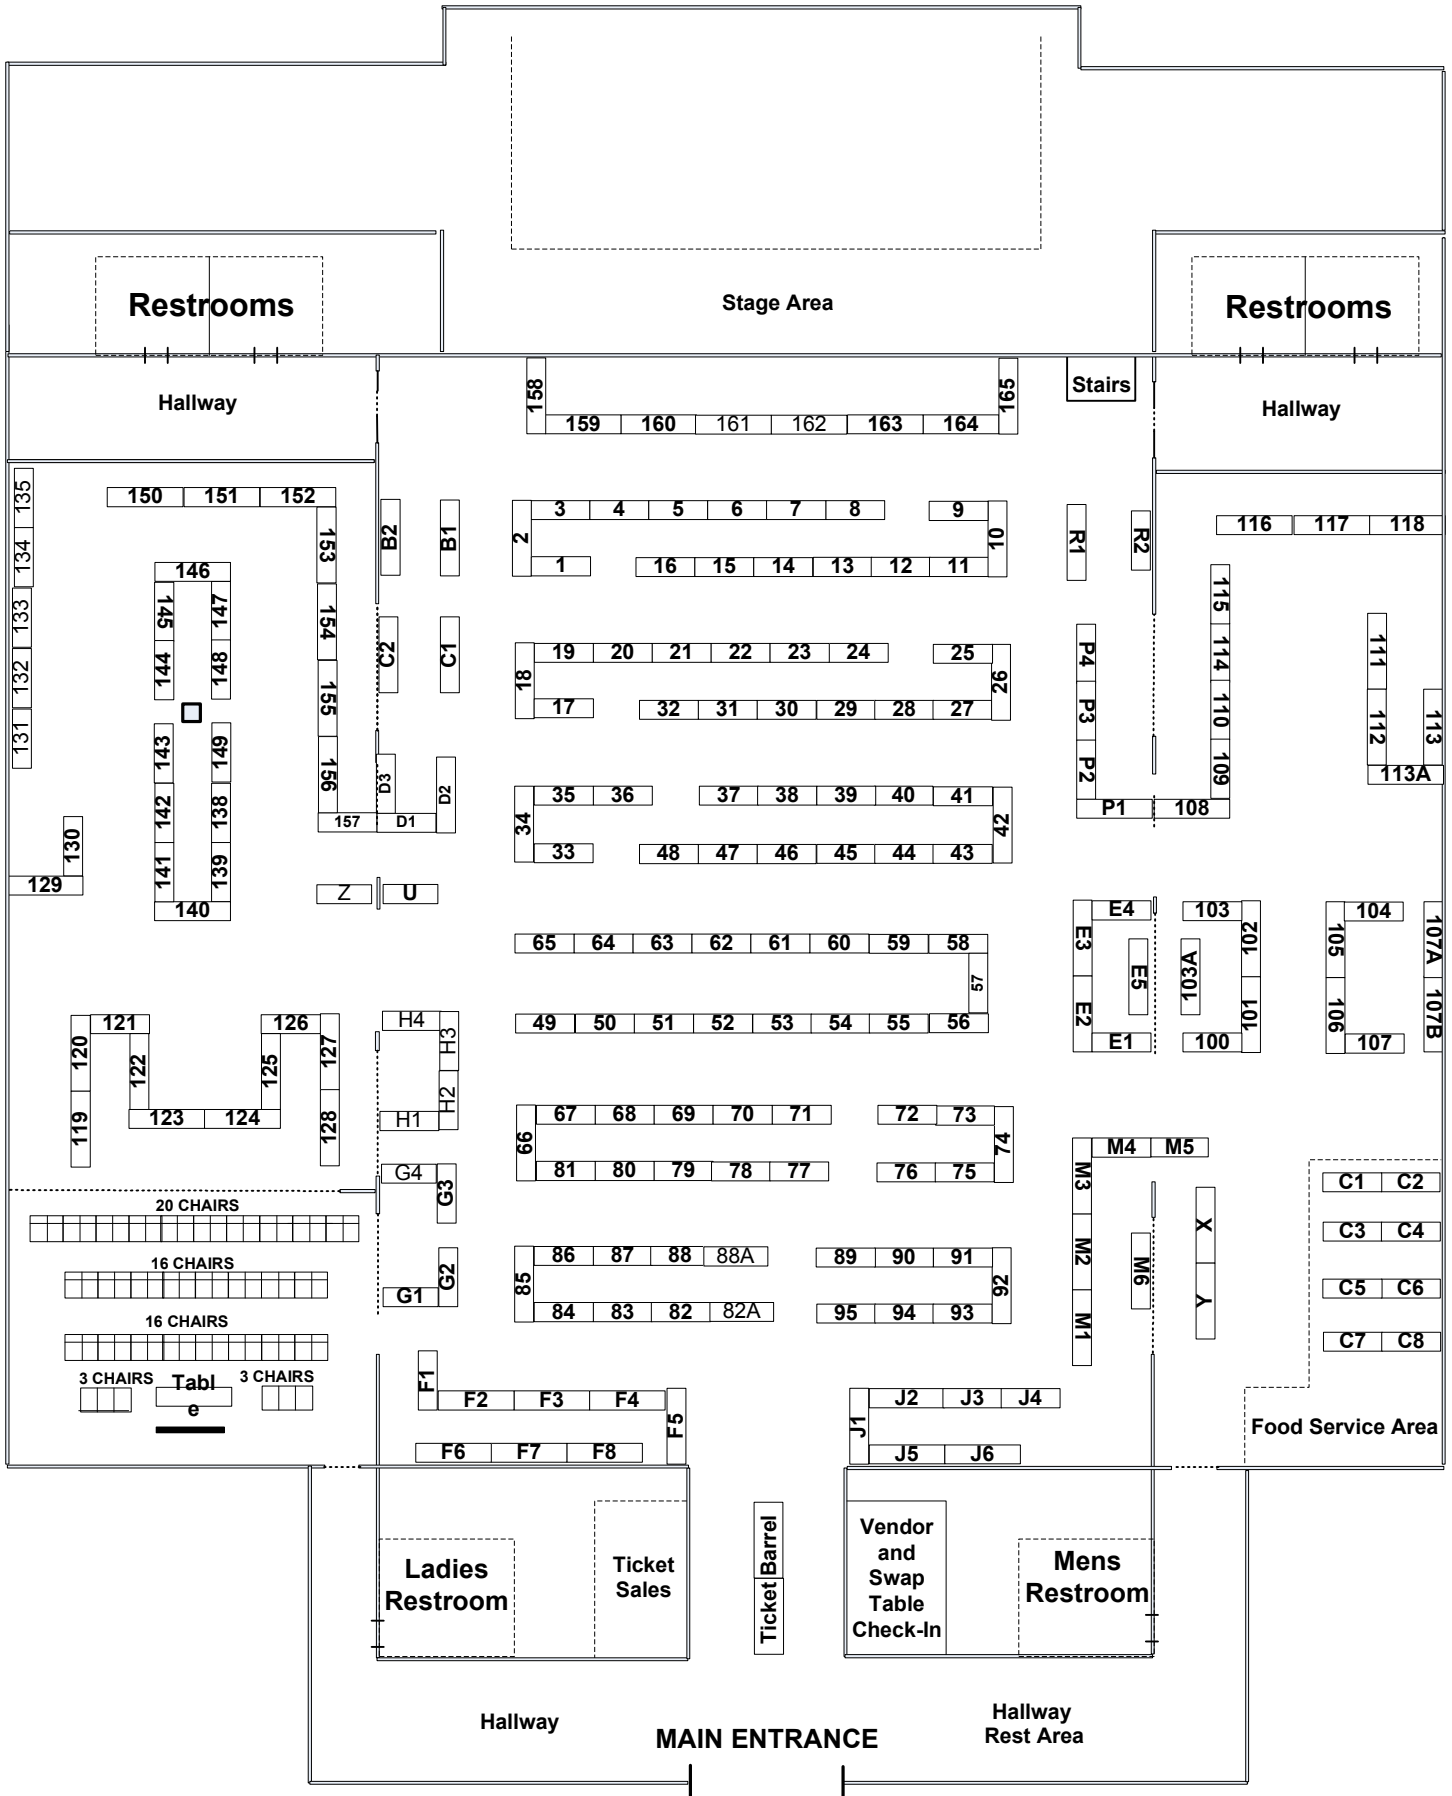 Restrooms
Restrooms
Stage Area
Hallway
Stairs
Hallway
158
165
159 160 161 162 163 164
135
150 151 152
B2
B1
2
3 4 5 6 7 8
9
10
R1
R2
116 117 118
134
153
146
1
16 15 14 13 12 11
133
145
147
154
C2
C1
115
P4
114
111
132
144
148
18
19 20 21 22 23 24
25
26
17
32 31 30 29 28 27
P3
110
131
143
149
155
156
D3
D2
P2
109
112
113
113A
142
138
157 D1
34
35 36
37 38 39 40 41
42
P1 108
130
141
139
33
48 47 46 45 44 43
129
140
Z
U
65 64 63 62 61 60 59 58
57
E4
E3
E5
103
103A
102
104
105
107A
49 50 51 52 53 54 55 56
E2
E1
100
101
106
107
107B
121
126
120
122
125
127
H4
H3
H2
H1
119
123 124
128
66
67 68 69 70 71
72 73
74
81 80 79 78 77
76 75
G4
G3
M4 M5
M3
C1 C2
20 CHAIRS
X
C3 C4
16 CHAIRS
G2
G1
85
86 87 88 88A
89 90 91
92
M2
M6
Y
C5 C6
84 83 82 82A
95 94 93
M1
C7 C8
16 CHAIRS
3 CHAIRS
Tabl
e
3 CHAIRS
F1
F2 F3 F4
F5
J1
J2 J3 J4
Food Service Area
F6 F7 F8
J5 J6
Ladies
Restroom
Ticket
Sales
Ticket Barrel
Vendor
and
Swap
Table
Check-In
Mens
Restroom
Hallway
Hallway
Rest Area
MAIN ENTRANCE